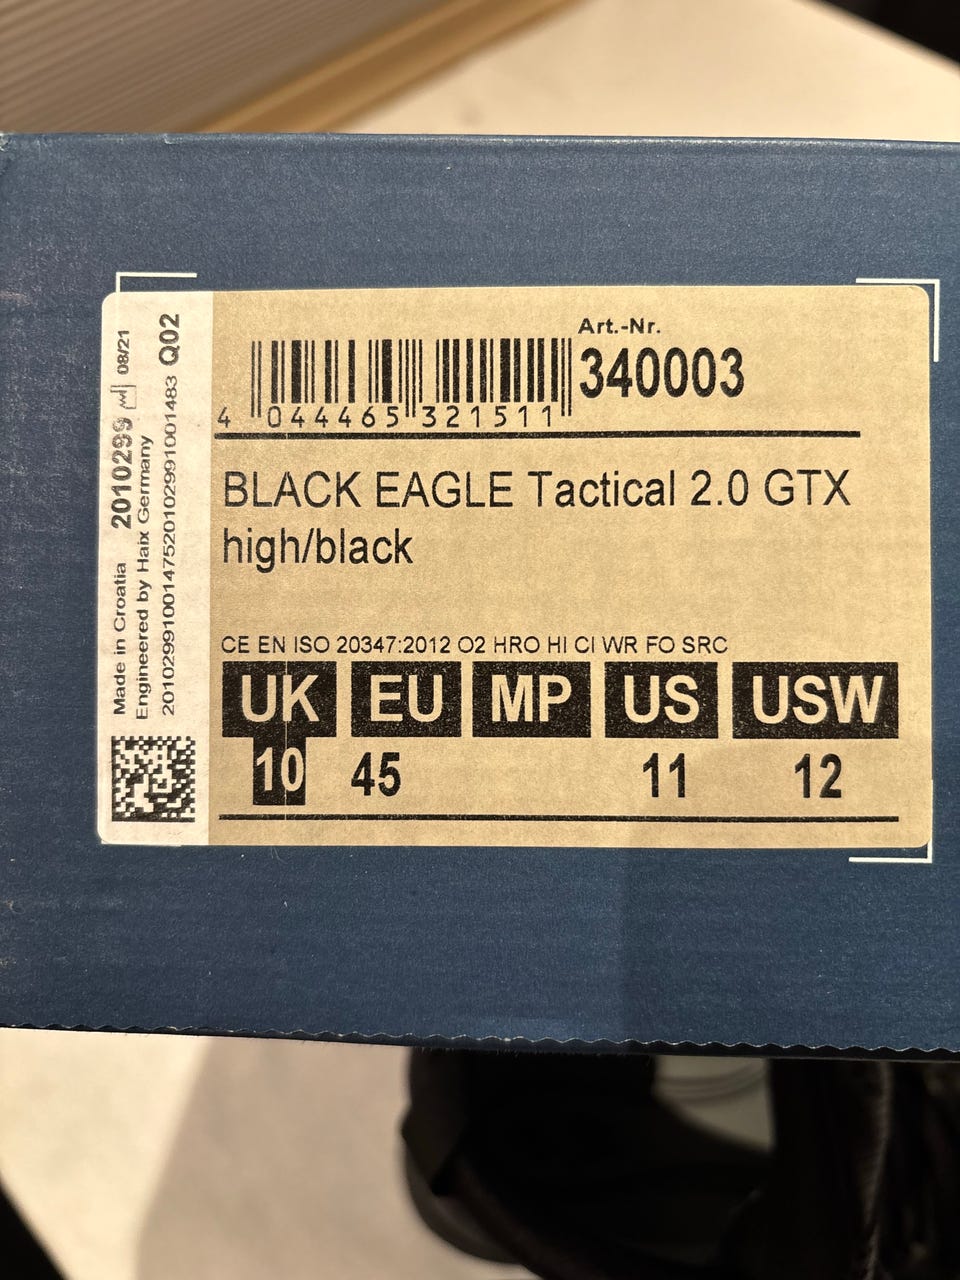 Art.-Nr.
340003
4 044465 321511
BLACK EAGLE Tactical 2.0 GTX
high/black
CE EN ISO 20347:2012 O2 HRO HI CI WR FO SRC
UK EU MP US USW
10 45 11 12
Made in Croatia 2010299 08/21
Engineered by Haix Germany
20102991001475201029910014​83 Q02